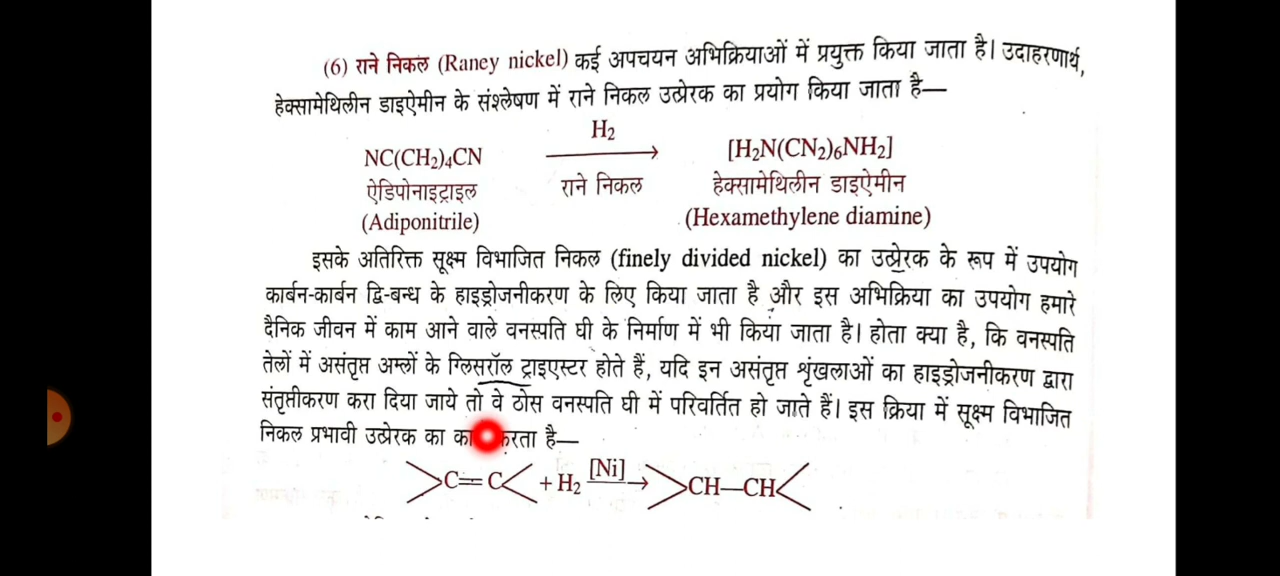 (6) राने निकल (Raney nickel) कई अपचयन अभिक्रियाओं में प्रयुक्त किया जाता है। उदाहरणार्थ,
हेक्सामेथिलीन डाइऐमीन के संश्लेषण में राने निकल उत्प्रेरक का प्रयोग किया जाता है—
H₂
NC(CH₂)₄CN ⟶ [H₂N(CN₂)₆NH₂]
ऐडिपोनाइट्राइल राने निकल हेक्सामेथिलीन डाइऐमीन
(Adiponitrile) (Hexamethylene diamine)
इसके अतिरिक्त सूक्ष्म विभाजित निकल (finely divided nickel) का उत्प्रेरक के रूप में उपयोग
कार्बन-कार्बन द्वि-बन्ध के हाइड्रोजनीकरण के लिए किया जाता है और इस अभिक्रिया का उपयोग हमारे
दैनिक जीवन में काम आने वाले वनस्पति घी के निर्माण में भी किया जाता है। होता क्या है, कि वनस्पति
तेलों में असंतृप्त अम्लों के ग्लिसरॉल ट्राइएस्टर होते हैं, यदि इन असंतृप्त शृंखलाओं का हाइड्रोजनीकरण द्वारा
संतृप्तीकरण करा दिया जाये तो वे ठोस वनस्पति घी में परिवर्तित हो जाते हैं। इस क्रिया में सूक्ष्म विभाजित
निकल प्रभावी उत्प्रेरक का है—
>C=C< + H₂ [Ni]⟶ >CH—CH<